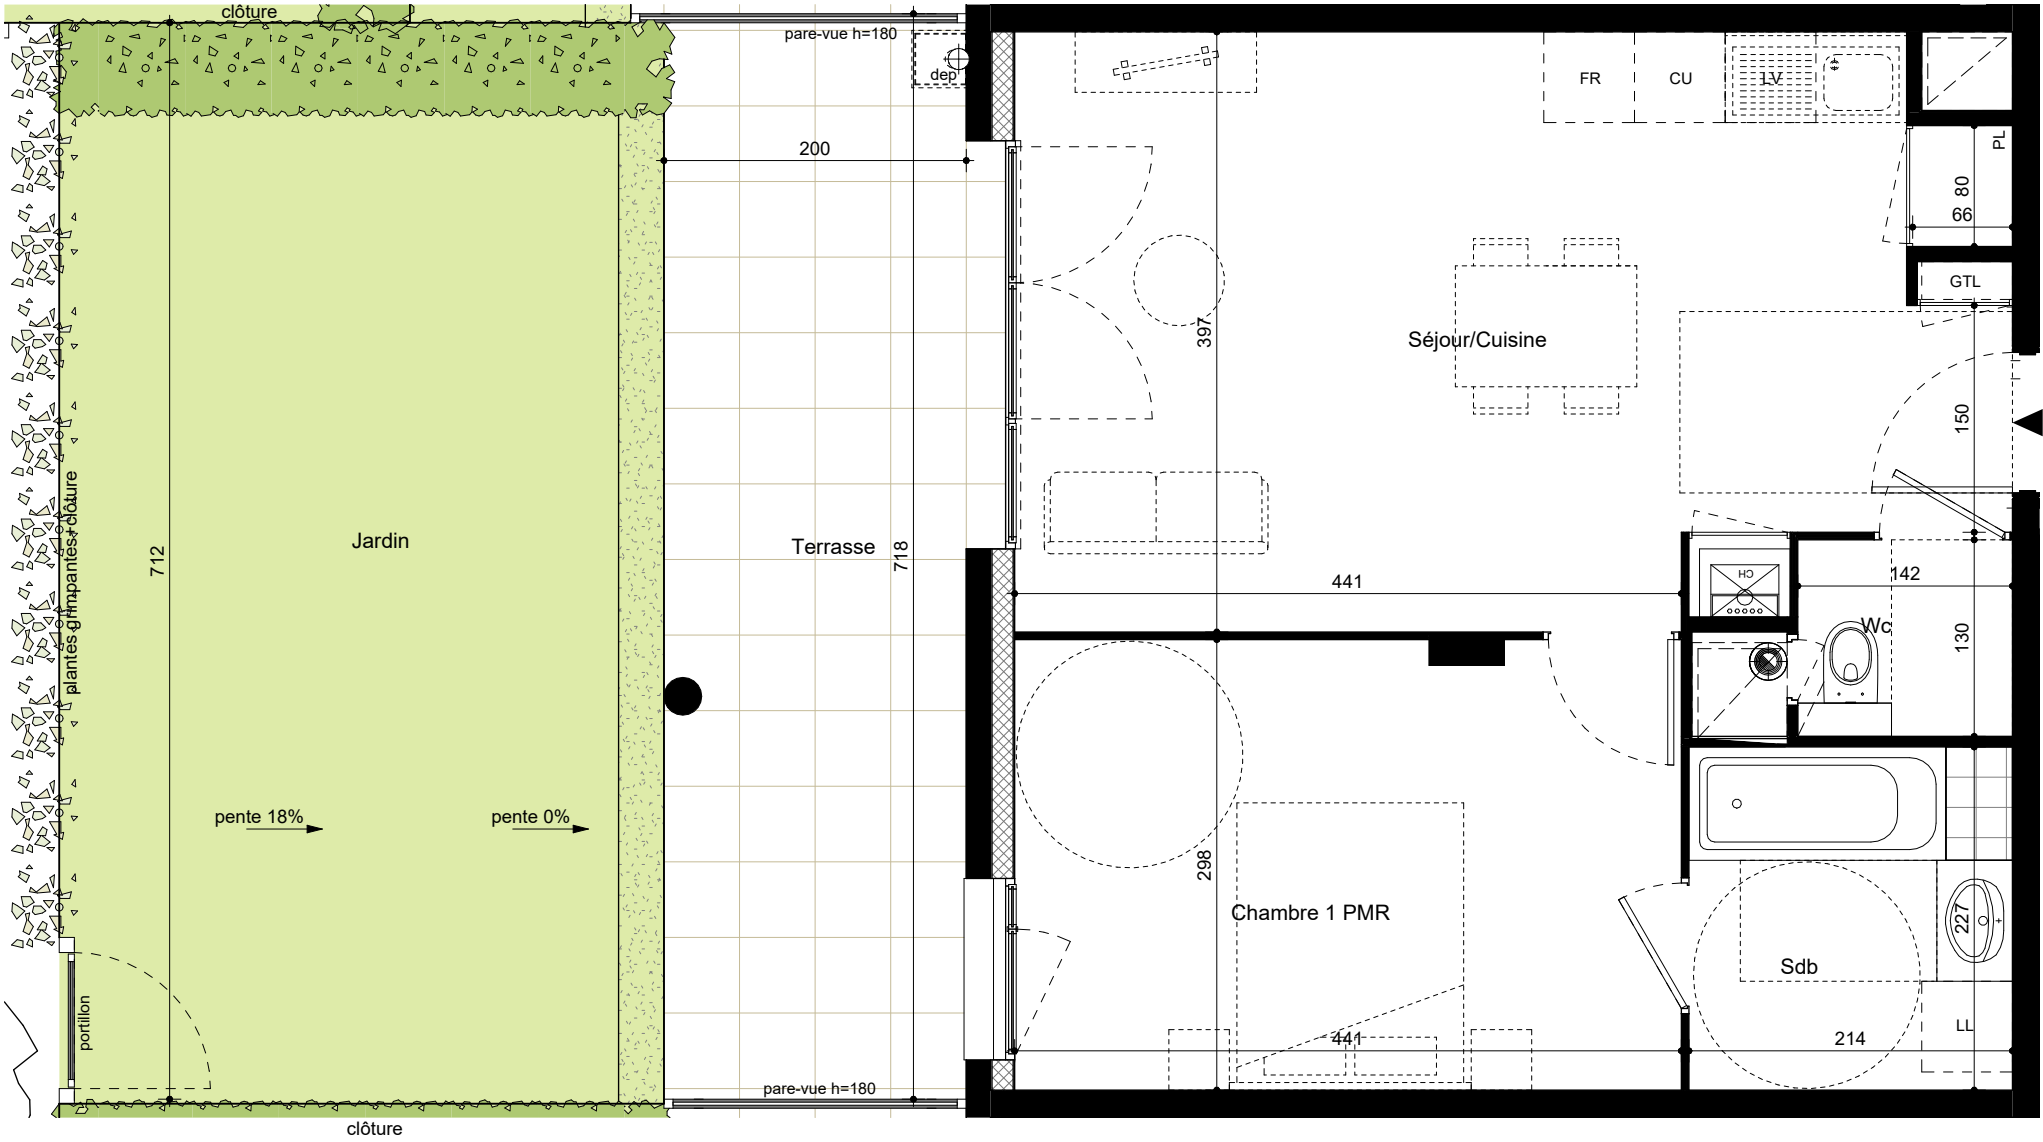 clôture
pare-vue h=180
dep
FR
CU
LV
PL
80
66
GTL
200
397
Séjour/Cuisine
150
plantes grimpantes+clôture
712
Jardin
Terrasse
718
441
CH
142
Wc
130
pente 18%
pente 0%
298
Chambre 1 PMR
227
Sdb
portillon
LL
441
214
pare-vue h=180
clôture